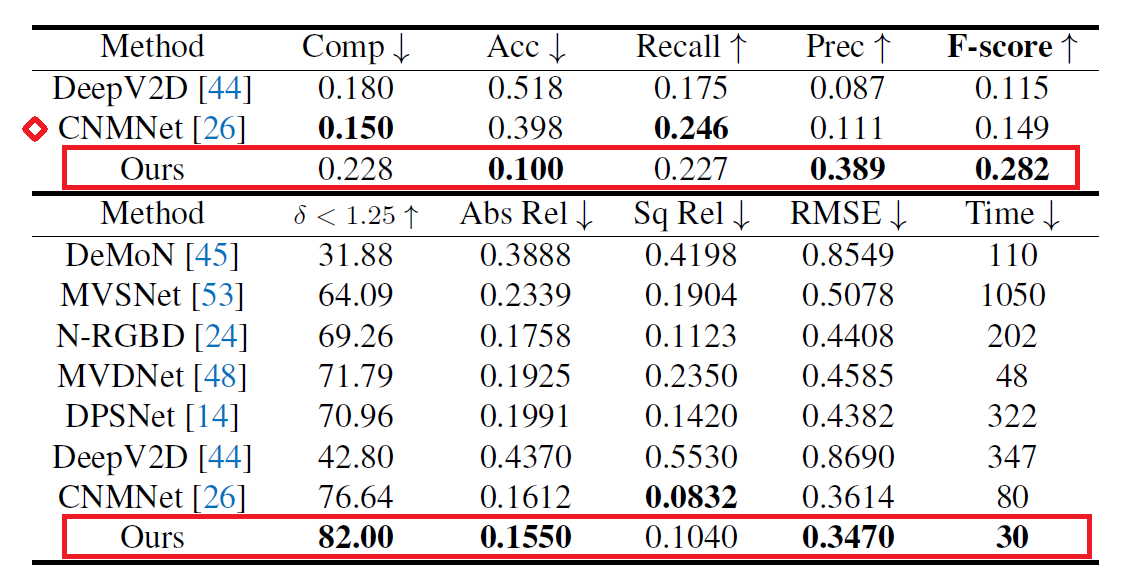 Method Comp ↓ Acc ↓ Recall ↑ Prec ↑ F-score ↑
DeepV2D [44] 0.180 0.518 0.175 0.087 0.115
CNMNet [26] 0.150 0.398 0.246 0.111 0.149
Ours 0.228 0.100 0.227 0.389 0.282
Method δ < 1.25 ↑ Abs Rel ↓ Sq Rel ↓ RMSE ↓ Time ↓
DeMoN [45] 31.88 0.3888 0.4198 0.8549 110
MVSNet [53] 64.09 0.2339 0.1904 0.5078 1050
N-RGBD [24] 69.26 0.1758 0.1123 0.4408 202
MVDNet [48] 71.79 0.1925 0.2350 0.4585 48
DPSNet [14] 70.96 0.1991 0.1420 0.4382 322
DeepV2D [44] 42.80 0.4370 0.5530 0.8690 347
CNMNet [26] 76.64 0.1612 0.0832 0.3614 80
Ours 82.00 0.1550 0.1040 0.3470 30